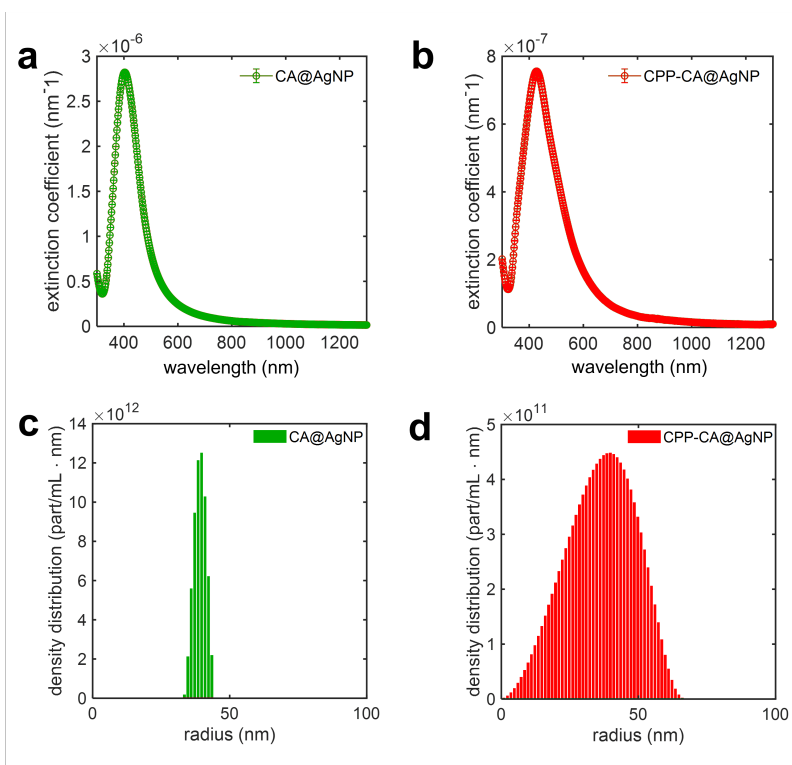 a
×10⁻⁶
CA@AgNP
extinction coefficient (nm⁻1)
3
2.5
2
1.5
1
0.5
0
400 600 800 1000 1200
wavelength (nm)
b
×10⁻⁷
CPP-CA@AgNP
extinction coefficient (nm⁻1)
8
6
4
2
0
400 600 800 1000 1200
wavelength (nm)
c
×10¹²
CA@AgNP
density distribution (part/mL · nm)
14
12
10
8
6
4
2
0
0 50 100
radius (nm)
d
×10¹¹
CPP-CA@AgNP
density distribution (part/mL · nm)
5
4
3
2
1
0
0 50 100
radius (nm)